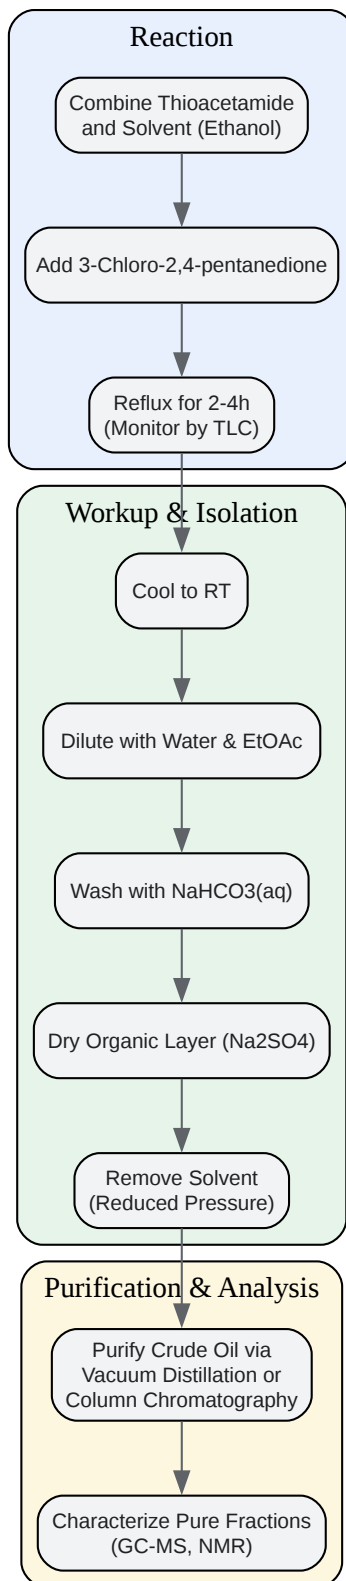 Reaction
Combine Thioacetamide
and Solvent (Ethanol)
Add 3-Chloro-2,4-pentanedione
Reflux for 2-4h
(Monitor by TLC)
Workup & Isolation
Cool to RT
Dilute with Water & EtOAc
Wash with NaHCO3(aq)
Dry Organic Layer (Na2SO4)
Remove Solvent
(Reduced Pressure)
Purification & Analysis
Purify Crude Oil via
Vacuum Distillation or
Column Chromatography
Characterize Pure Fractions
(GC-MS, NMR)